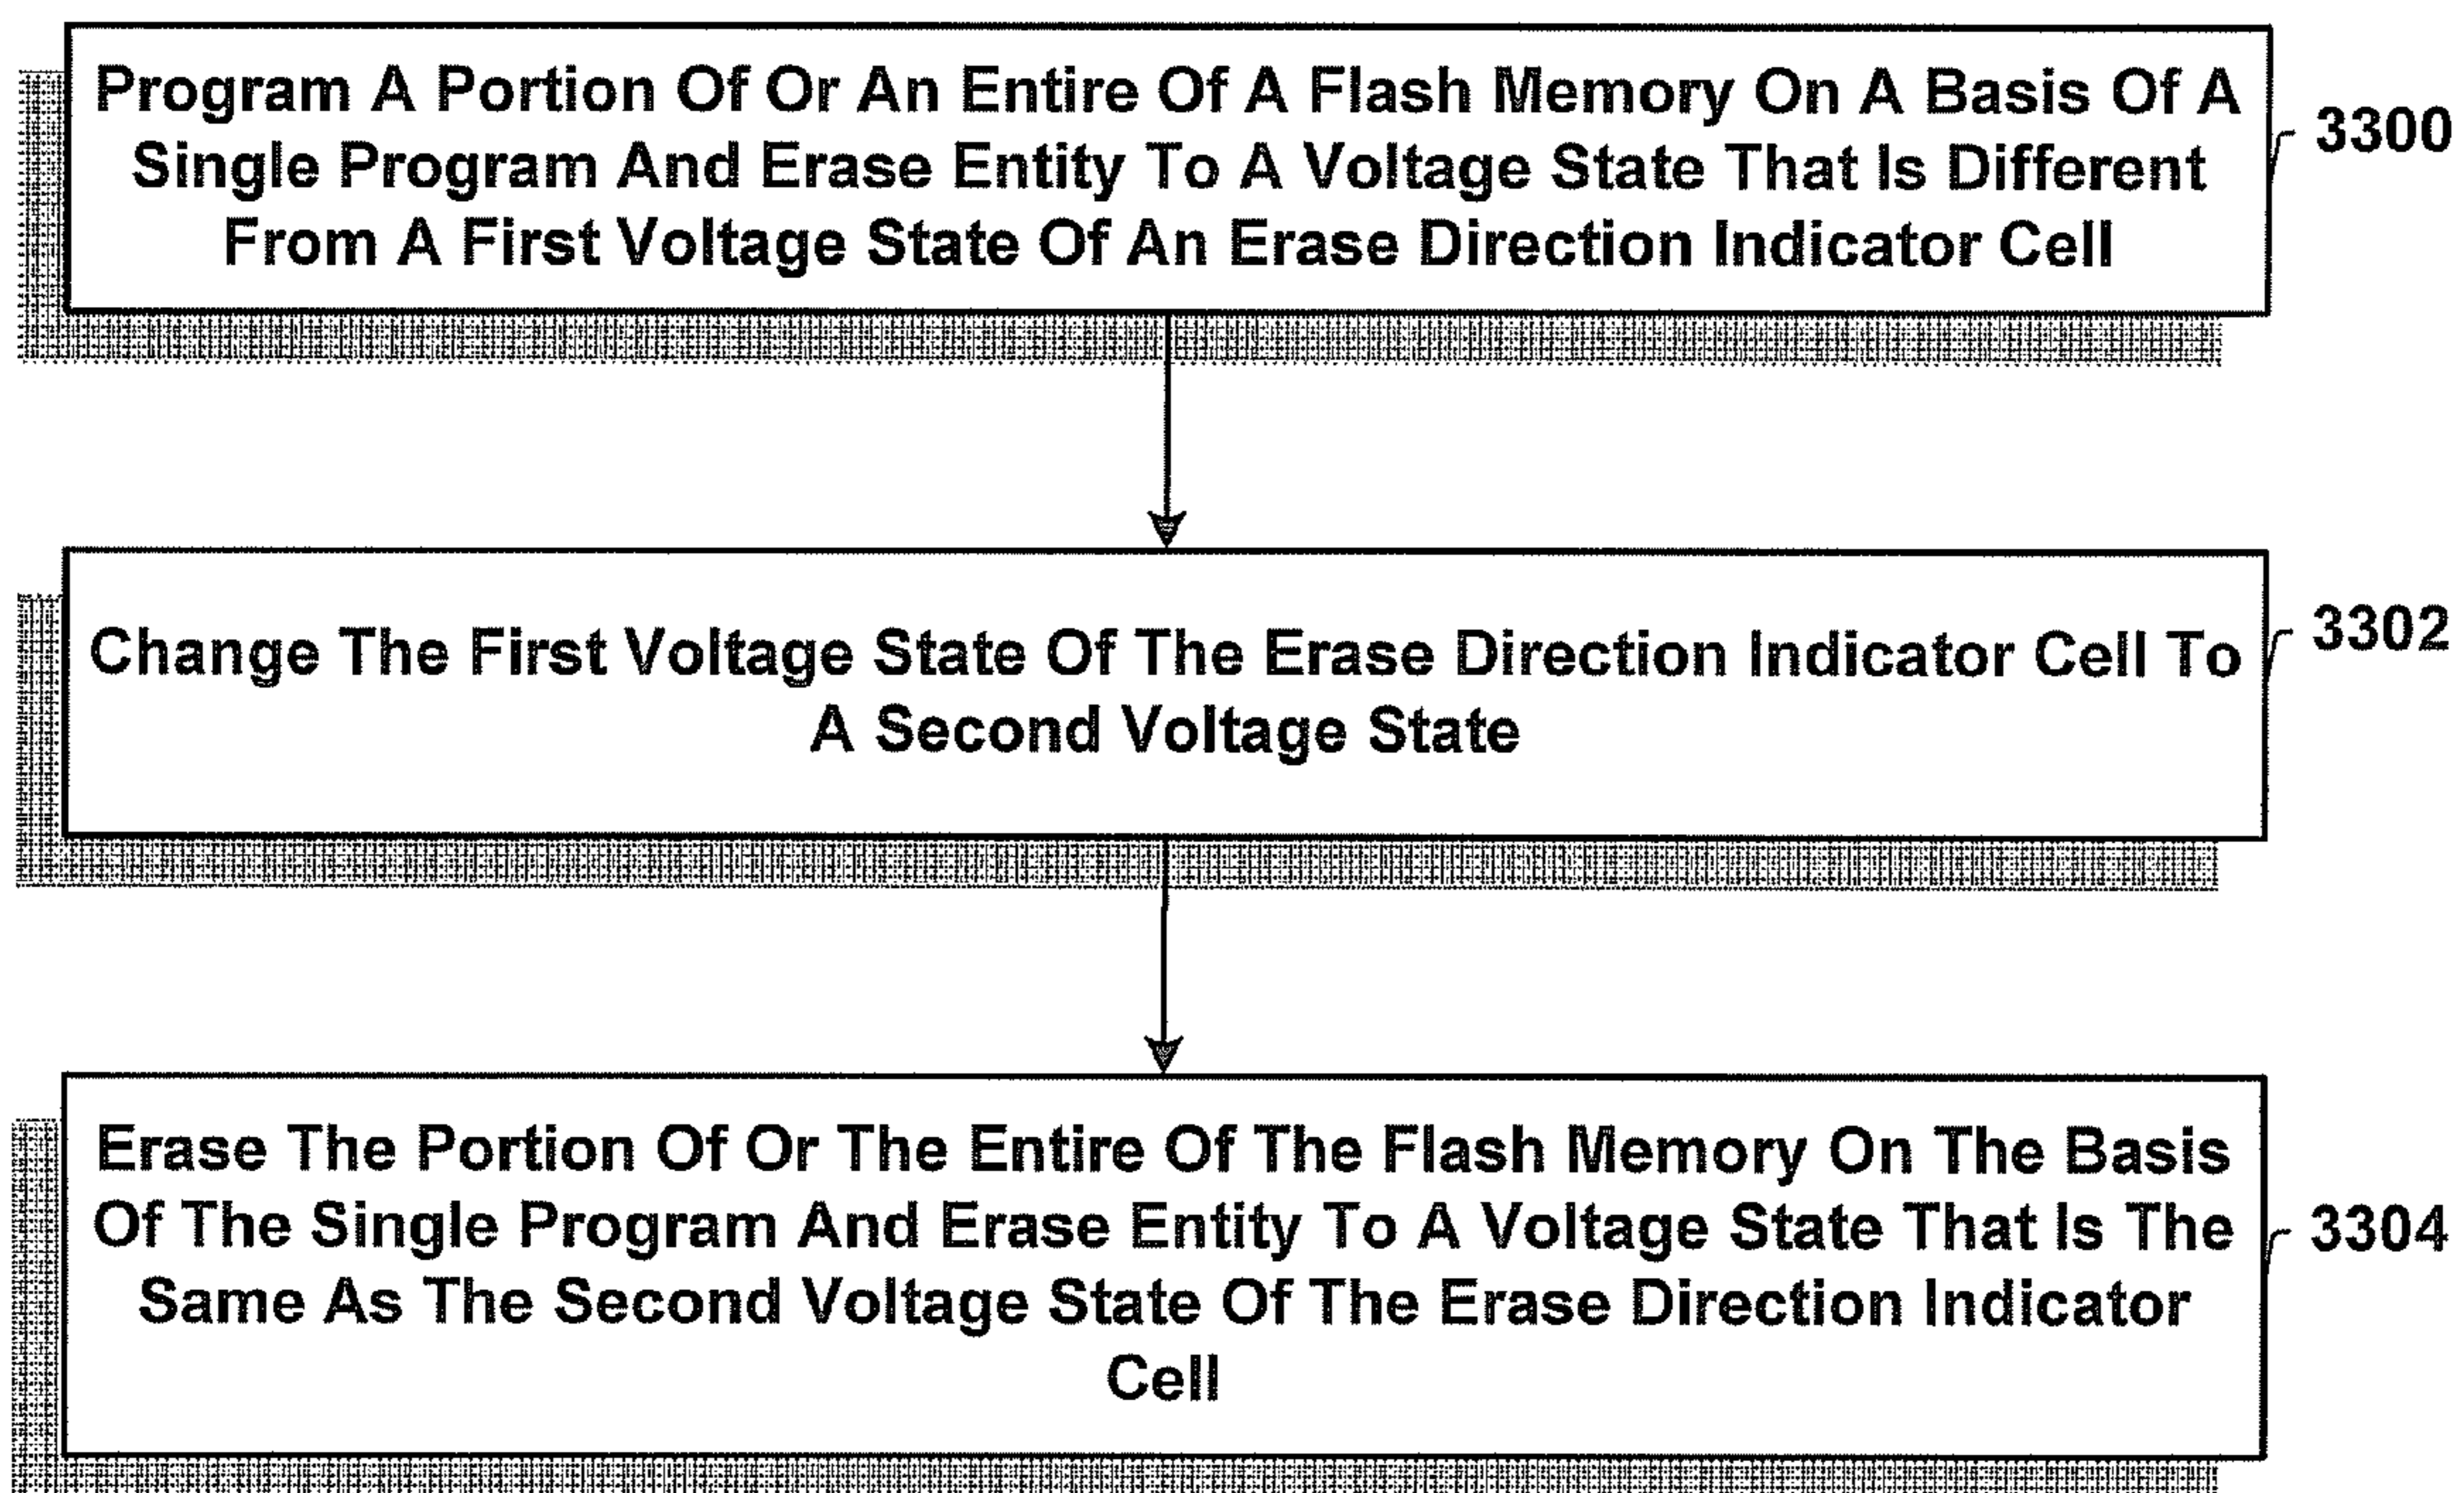 Program A Portion Of Or An Entire Of A Flash Memory On A Basis Of A
Single Program And Erase Entity To A Voltage State That Is Different
From A First Voltage State Of An Erase Direction Indicator Cell
3300
Change The First Voltage State Of The Erase Direction Indicator Cell To
A Second Voltage State
3302
Erase The Portion Of Or The Entire Of The Flash Memory On The Basis
Of The Single Program And Erase Entity To A Voltage State That Is The
Same As The Second Voltage State Of The Erase Direction Indicator
Cell
3304